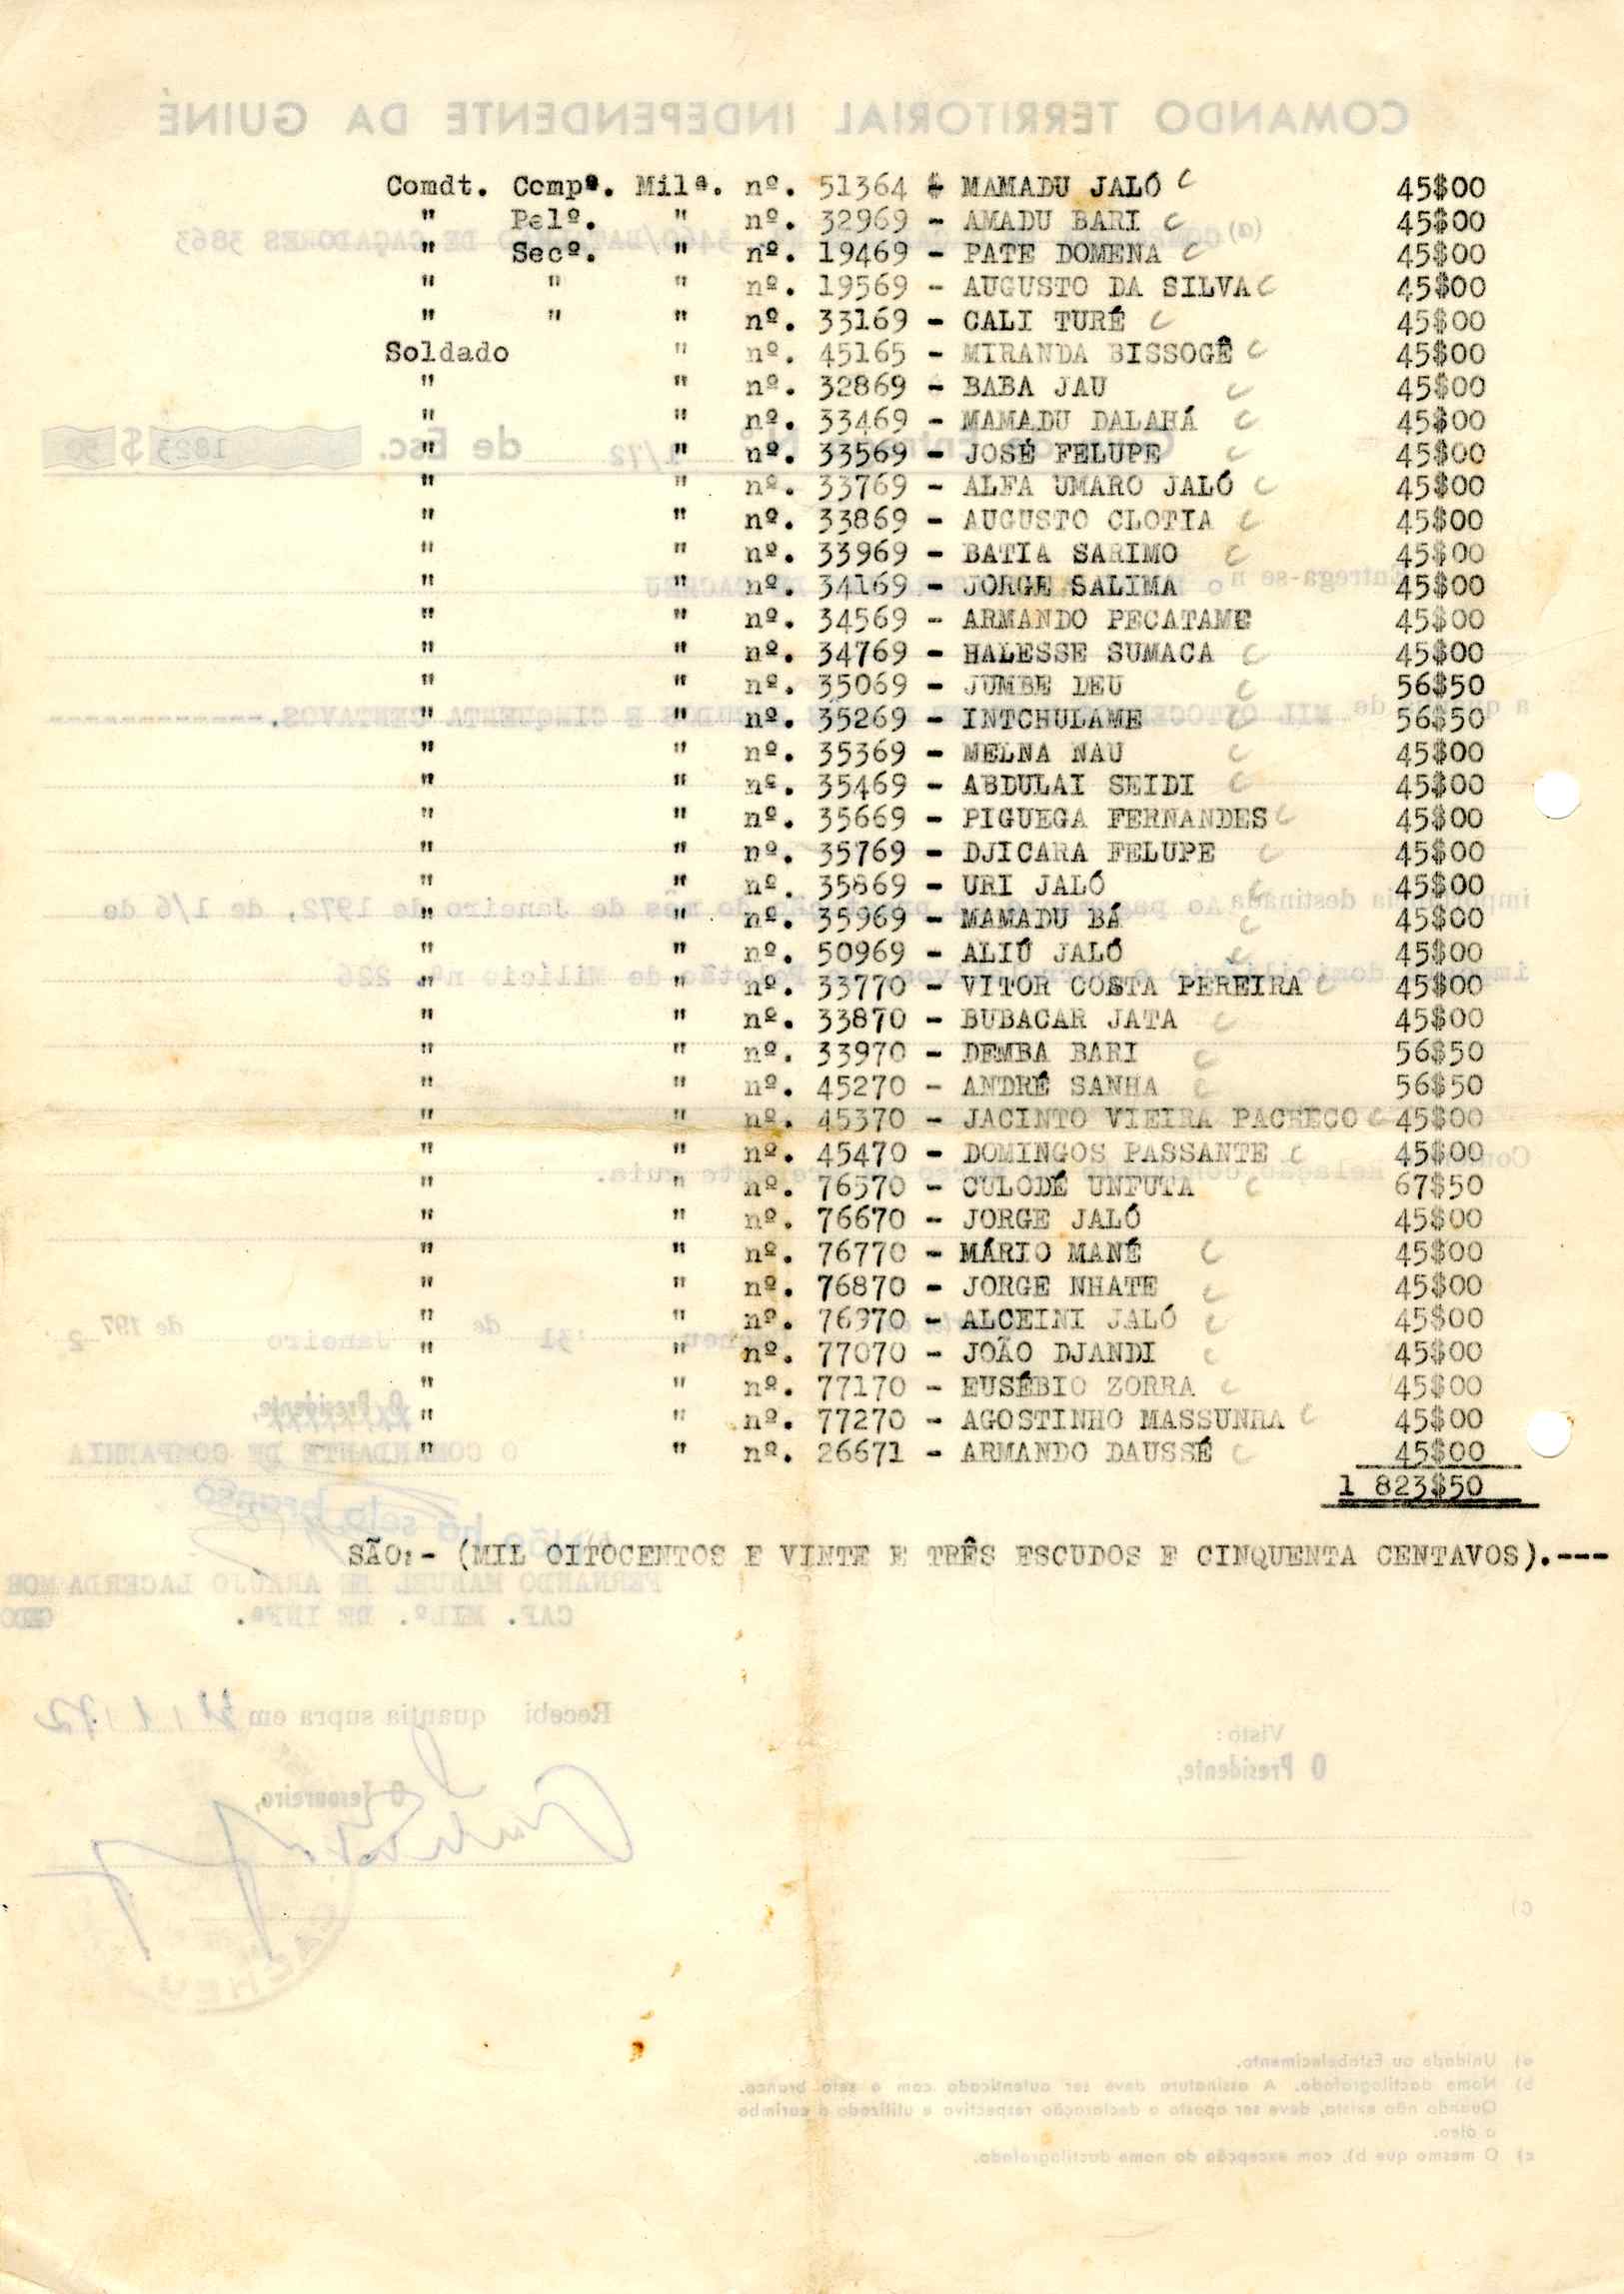 Comdt. Compª. Milª. nº. 51364 - MAMADU JALÓ C 45$00
" Pelº. " nº. 32969 - AMADU BARI C 45$00
" Secº. " nº. 19469 - PATE DOMENA C 45$00
" " " nº. 19569 - AUGUSTO DA SILVA C 45$00
" " " nº. 33169 - CALI TURÉ C 45$00
Soldado " nº. 45165 - MIRANDA BISSOGÊ C 45$00
" " nº. 32869 - BABA JAU C 45$00
" " nº. 33469 - MAMADU DALAHÁ C 45$00
" " nº. 33569 - JOSÉ FELUPE C 45$00
" " nº. 33769 - ALFA UMARO JALÓ C 45$00
" " nº. 33869 - AUGUSTO CLOTIA C 45$00
" " nº. 33969 - BATIA SARIMO C 45$00
" " nº. 34169 - JORGE SALIMA 45$00
" " nº. 34569 - ARMANDO PECATAME 45$00
" " nº. 34769 - HALESSE SUMACA C 45$00
" " nº. 35069 - JUMBE LEU C 56$50
" " nº. 35269 - INTCHULAME C 56$50
" " nº. 35369 - MELNA NAU C 45$00
" " nº. 35469 - ABDULAI SEIDI C 45$00
" " nº. 35669 - PIGUEGA FERNANDES C 45$00
" " nº. 35769 - DJICARA FELUPE C 45$00
" " nº. 35869 - URI JALÓ C 45$00
" " nº. 35969 - MAMADU BÁ C 45$00
" " nº. 50969 - ALIÚ JALÓ C 45$00
" " nº. 33770 - VITOR COSTA PEREIRA C 45$00
" " nº. 33870 - BUBACAR JATA C 45$00
" " nº. 33970 - DEMBA BARI C 56$50
" " nº. 45270 - ANDRÉ SANHA C 56$50
" " nº. 45370 - JACINTO VIEIRA PACHECO C 45$00
" " nº. 45470 - DOMINGOS PASSANTE C 45$00
" " nº. 76570 - CULODÉ UNFUTA C 67$50
" " nº. 76670 - JORGE JALÓ 45$00
" " nº. 76770 - MÁRIO MANÉ C 45$00
" " nº. 76870 - JORGE NHATE C 45$00
" " nº. 76970 - ALCEINI JALÓ C 45$00
" " nº. 77070 - JOÃO DJANDI C 45$00
" " nº. 77170 - EUSÉBIO ZORRA C 45$00
" " nº. 77270 - AGOSTINHO MASSUNHA C 45$00
" " nº. 26671 - ARMANDO DAUSSÉ C 45$00
1 823$50
SÃO:- (MIL OITOCENTOS E VINTE E TRÊS ESCUDOS E CINQUENTA CENTAVOS).---